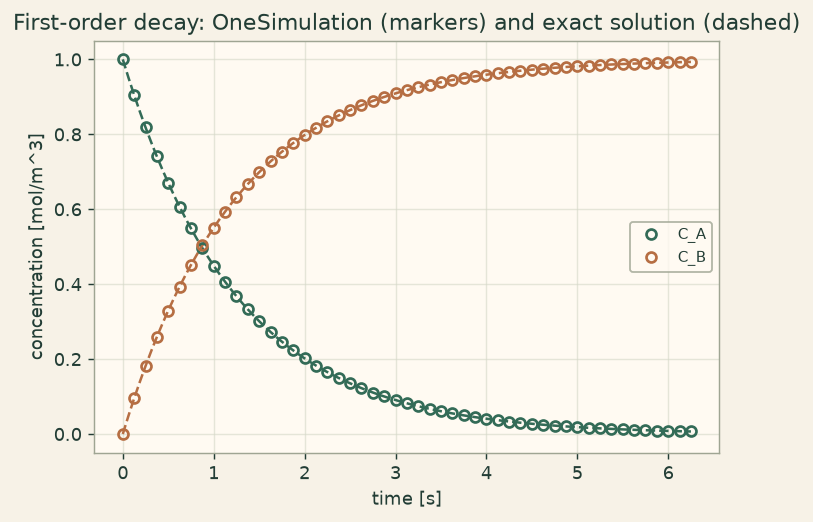 First-order decay: OneSimulation (markers) and exact solution (dashed)
concentration [mol/m^3]
1.0
0.8
0.6
0.4
0.2
0.0
C_A
C_B
0 1 2 3 4 5 6
time [s]